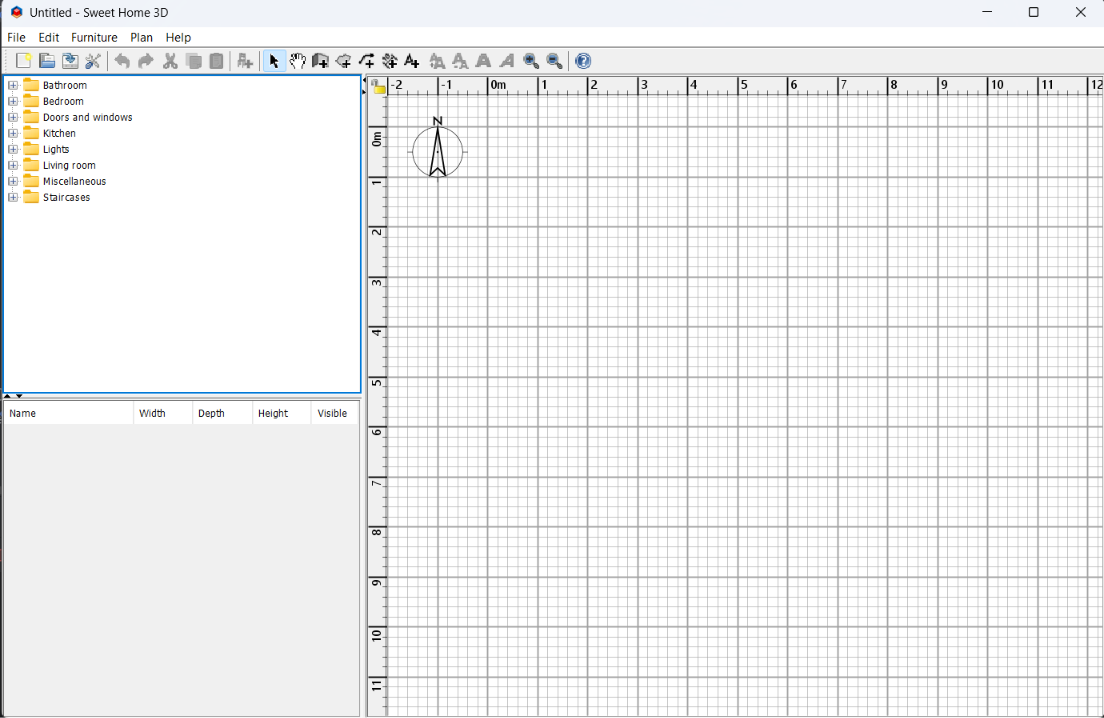 Untitled - Sweet Home 3D
File Edit Furniture Plan Help
Bathroom
Bedroom
Doors and windows
Kitchen
Lights
Living room
Miscellaneous
Staircases
Name Width Depth Height Visible
-2 -1 0m 1 2 3 4 5 6 7 8 9 10 11 12
N
0m
1
2
3
4
5
6
7
8
9
10
11